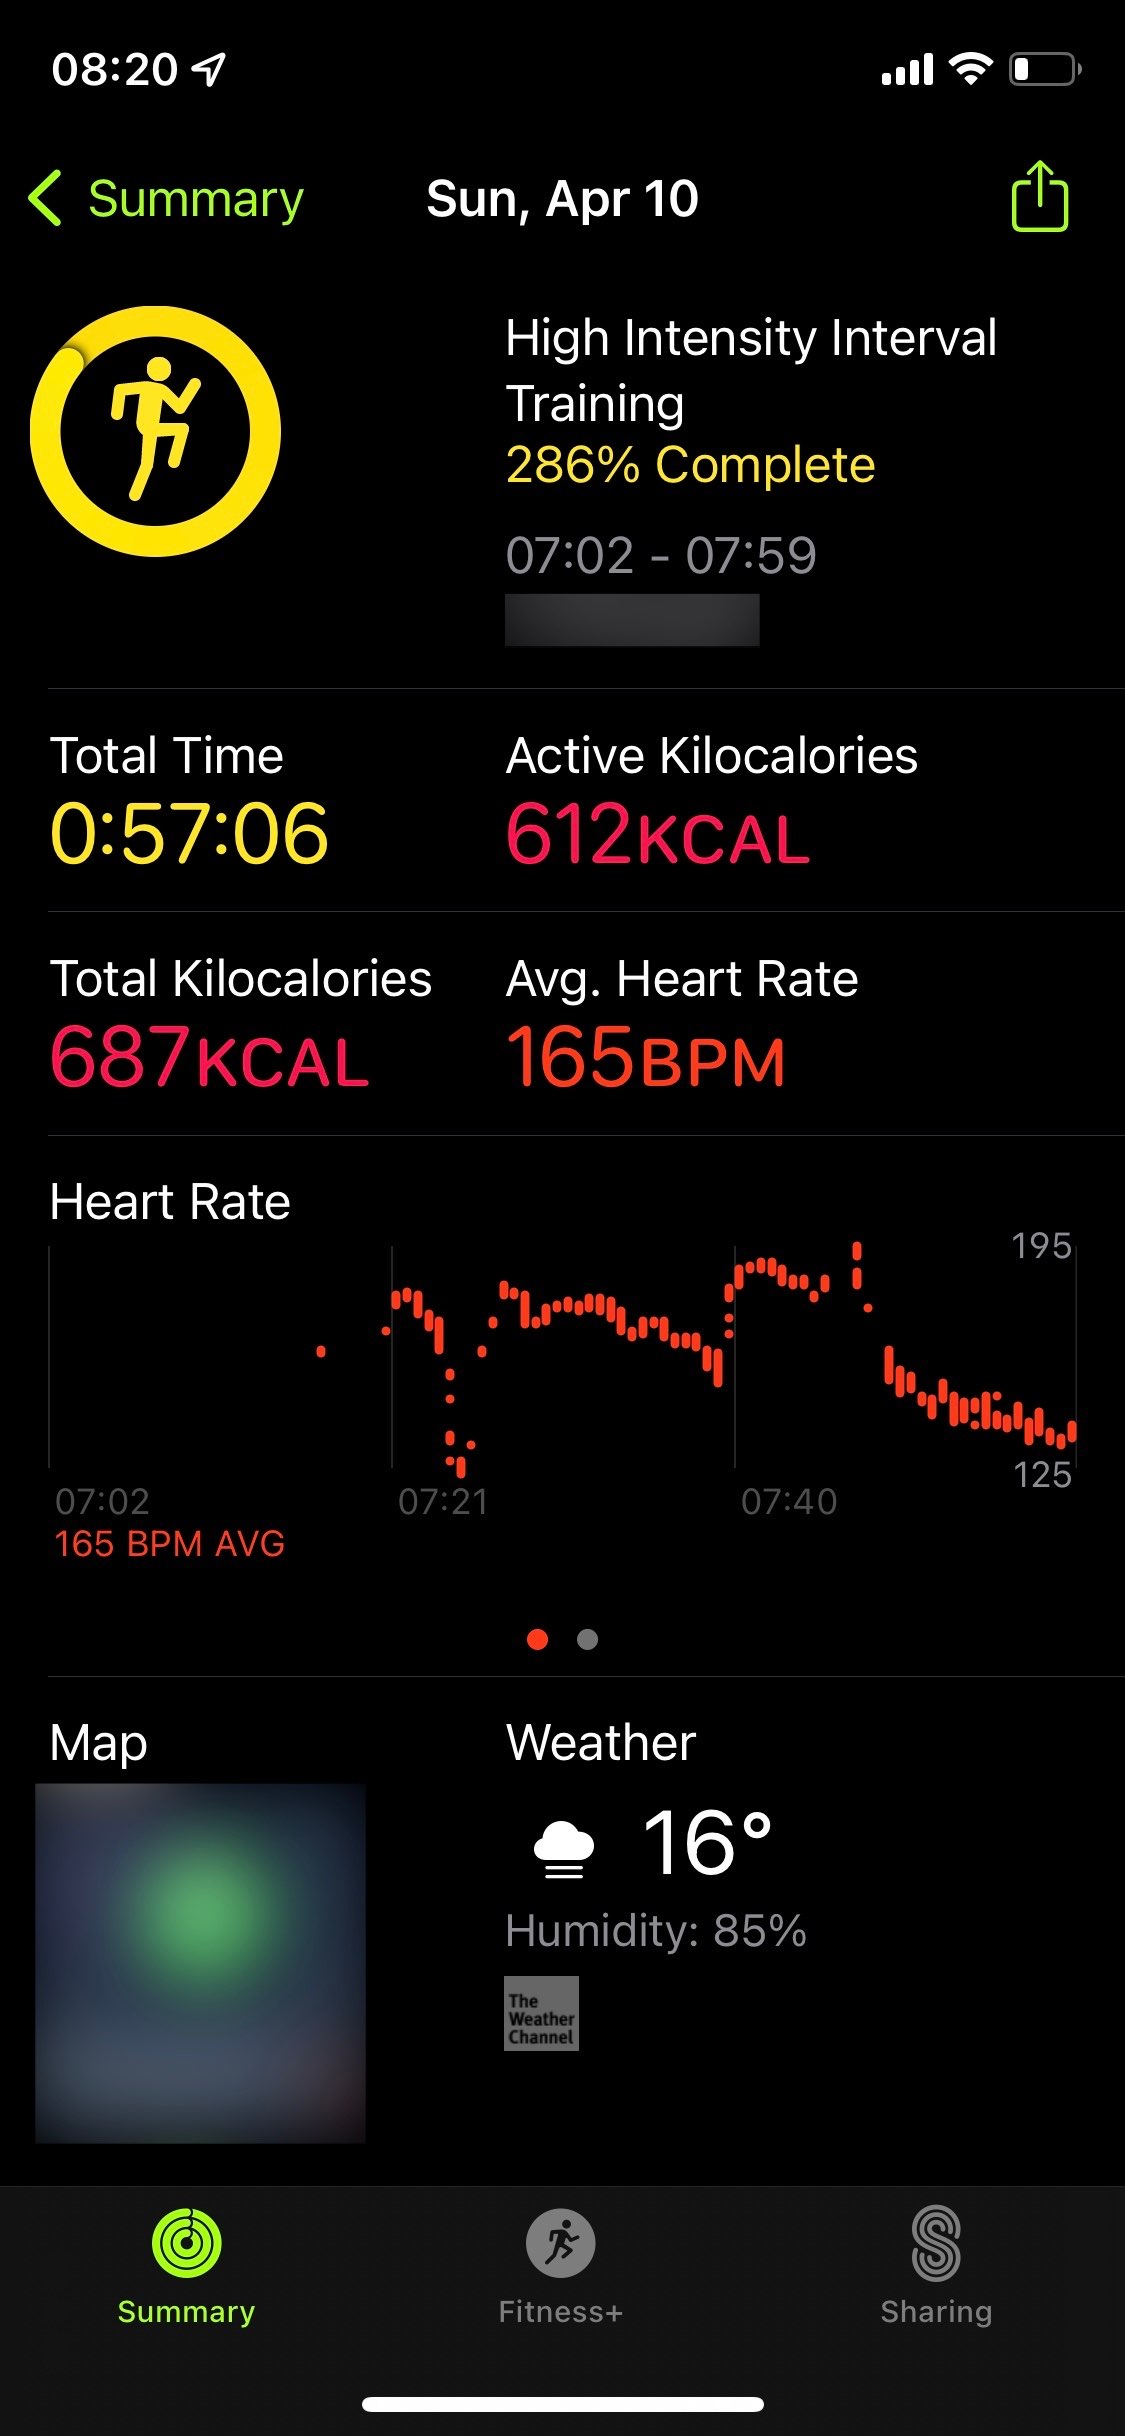 08:20
Summary
Sun, Apr 10
High Intensity Interval
Training
286% Complete
07:02 - 07:59
Total Time
0:57:06
Active Kilocalories
612KCAL
Total Kilocalories
687KCAL
Avg. Heart Rate
165BPM
Heart Rate
195
125
07:02
07:21
07:40
165 BPM AVG
Map
Weather
16°
Humidity: 85%
The
Weather
Channel
Summary
Fitness+
Sharing